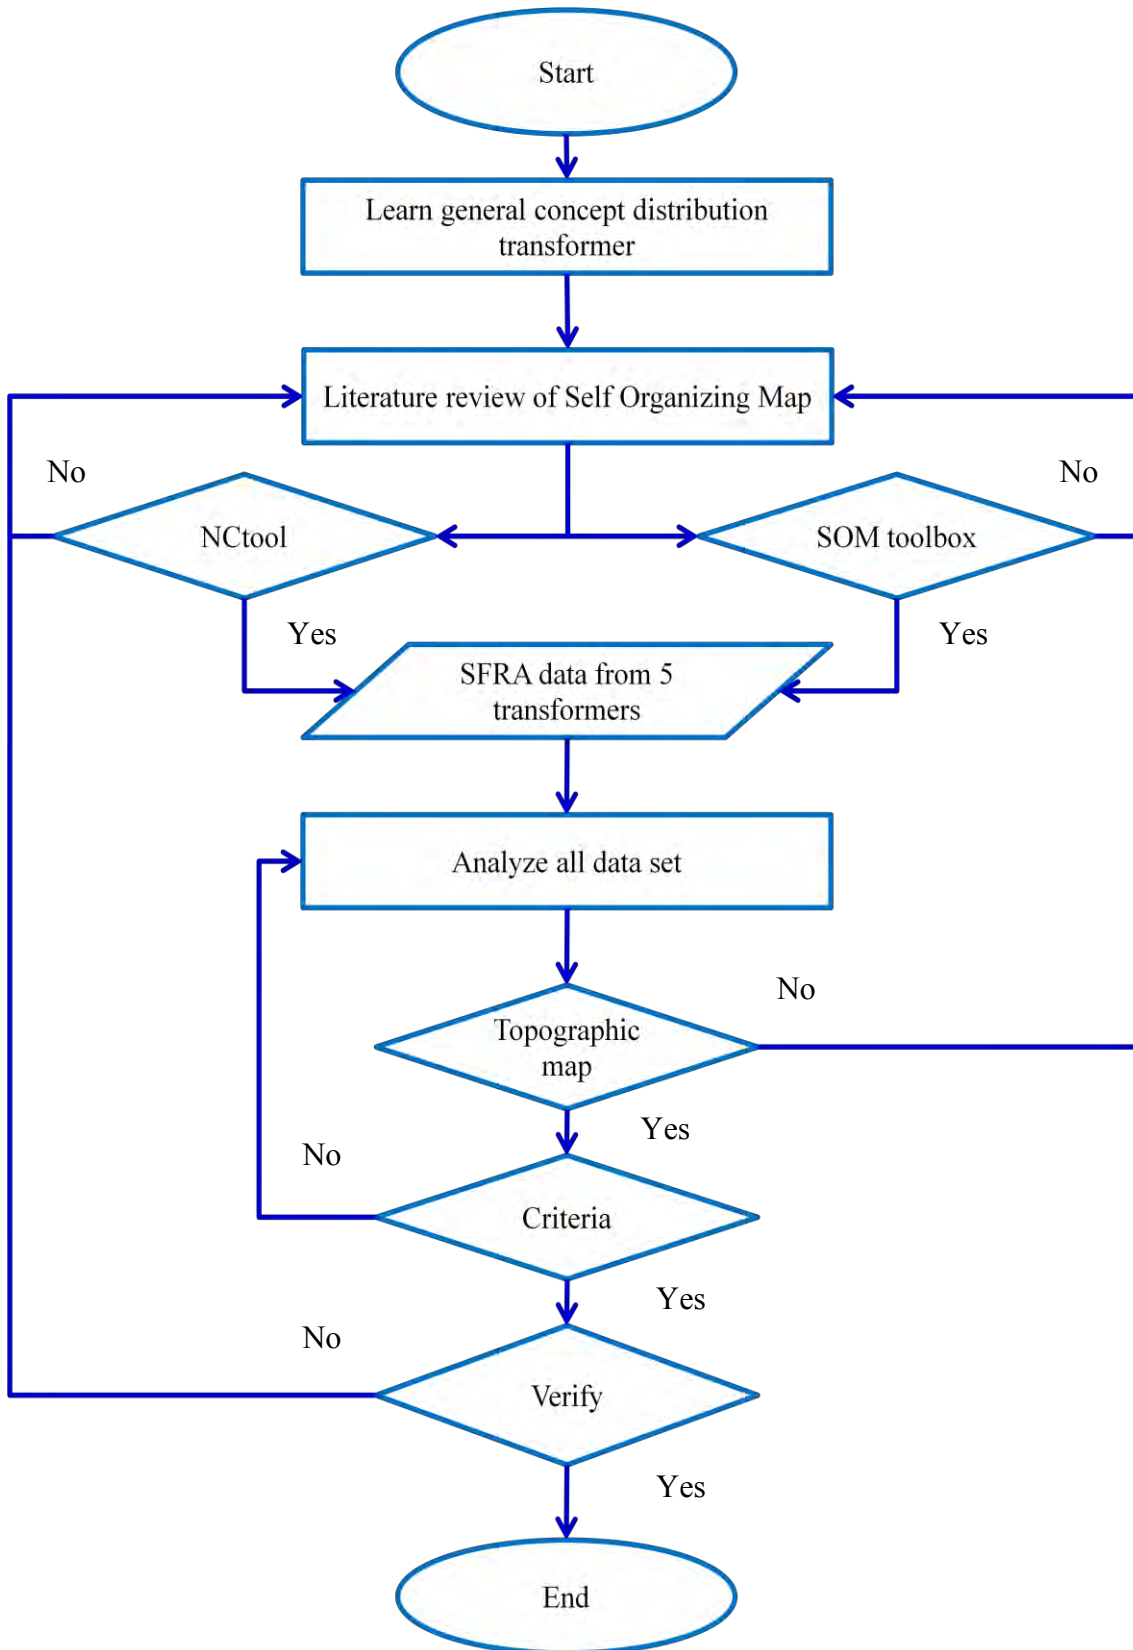 Start
Learn general concept distribution
transformer
Literature review of Self Organizing Map
No
No
NCtool
SOM toolbox
Yes
Yes
SFRA data from 5
transformers
Analyze all data set
No
Topographic
map
Yes
No
Criteria
Yes
No
Verify
Yes
End